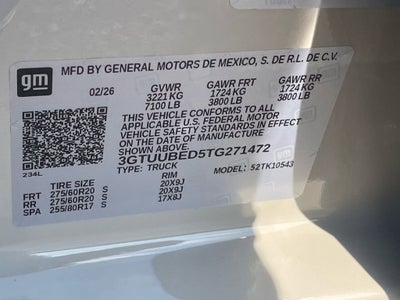 gm
MFD BY GENERAL MOTORS DE MEXICO, S. DE R.L. DE C.V.
02/26 GVWR GAWR FRT GAWR RR
3221 KG 1724 KG 1724 KG
7100 LB 3800 LB 3800 LB
THIS VEHICLE CONFORMS TO ALL
APPLICABLE U.S. FEDERAL MOTOR
VEHICLE SAFETY STANDARDS IN
EFFECT ON THE DATE OF MANUFACTURE
SHOWN ABOVE.
3GTUUBED5TG271472
TYPE: TRUCK MODEL: 52TK10543
234L
TIRE SIZE RIM
FRT 275/60R20 S 20X9J
RR 275/60R20 S 20X9J
SPA 255/80R17 S 17X8J